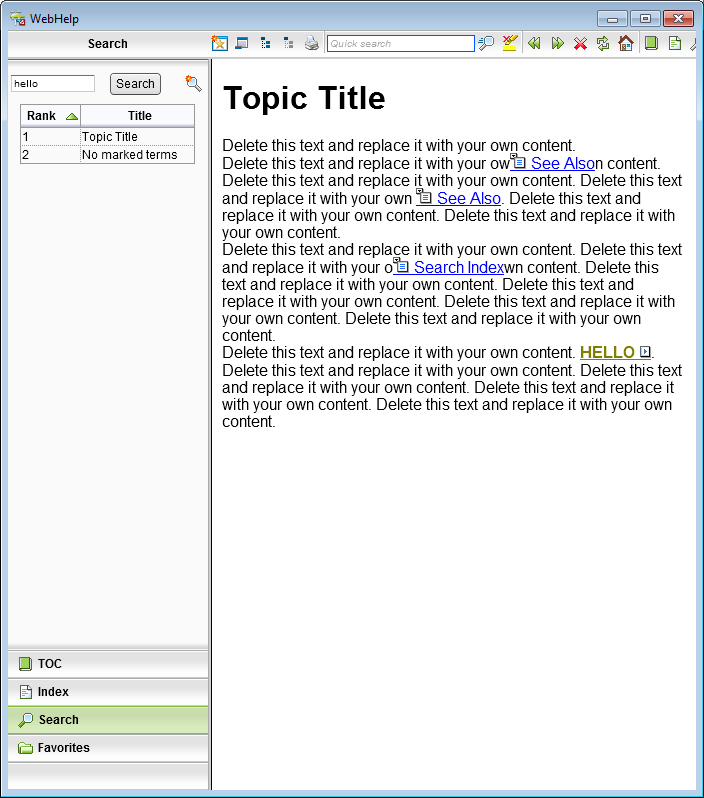 WebHelp
Search
Quick search
hello
Search
Rank Title
1 Topic Title
2 No marked terms
Topic Title
Delete this text and replace it with your own content.
Delete this text and replace it with your ow See Alson content.
Delete this text and replace it with your own content. Delete this text
and replace it with your own See Also. Delete this text and
replace it with your own content. Delete this text and replace it with
your own content.
Delete this text and replace it with your own content. Delete this text
and replace it with your o Search Indexwn content. Delete this
text and replace it with your own content. Delete this text and
replace it with your own content. Delete this text and replace it with
your own content. Delete this text and replace it with your own
content.
Delete this text and replace it with your own content. HELLO.
Delete this text and replace it with your own content. Delete this text
and replace it with your own content. Delete this text and replace it
with your own content. Delete this text and replace it with your own
content.
TOC
Index
Search
Favorites